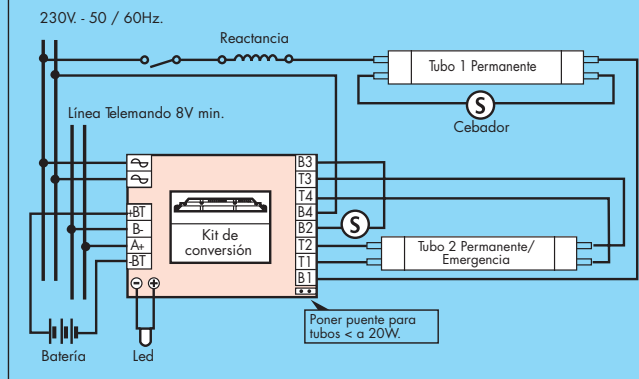 230V. - 50 / 60Hz.
Reactancia
Tubo 1 Permanente
S
Cebador
Línea Telemando 8V min.
+BT
B-
A+
-BT
Kit de
conversión
B3
T3
T4
B4
B2
T2
T1
B1
S
Tubo 2 Permanente/
Emergencia
Poner puente para
tubos < a 20W.
Batería
Led